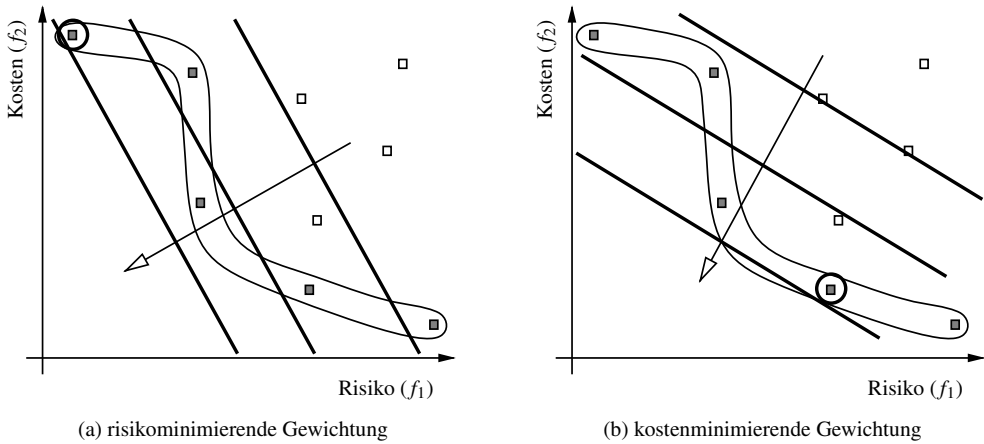 Kosten (f₂)
Risiko (f₁)
(a) risikominimierende Gewichtung
Kosten (f₂)
Risiko (f₁)
(b) kostenminimierende Gewichtung